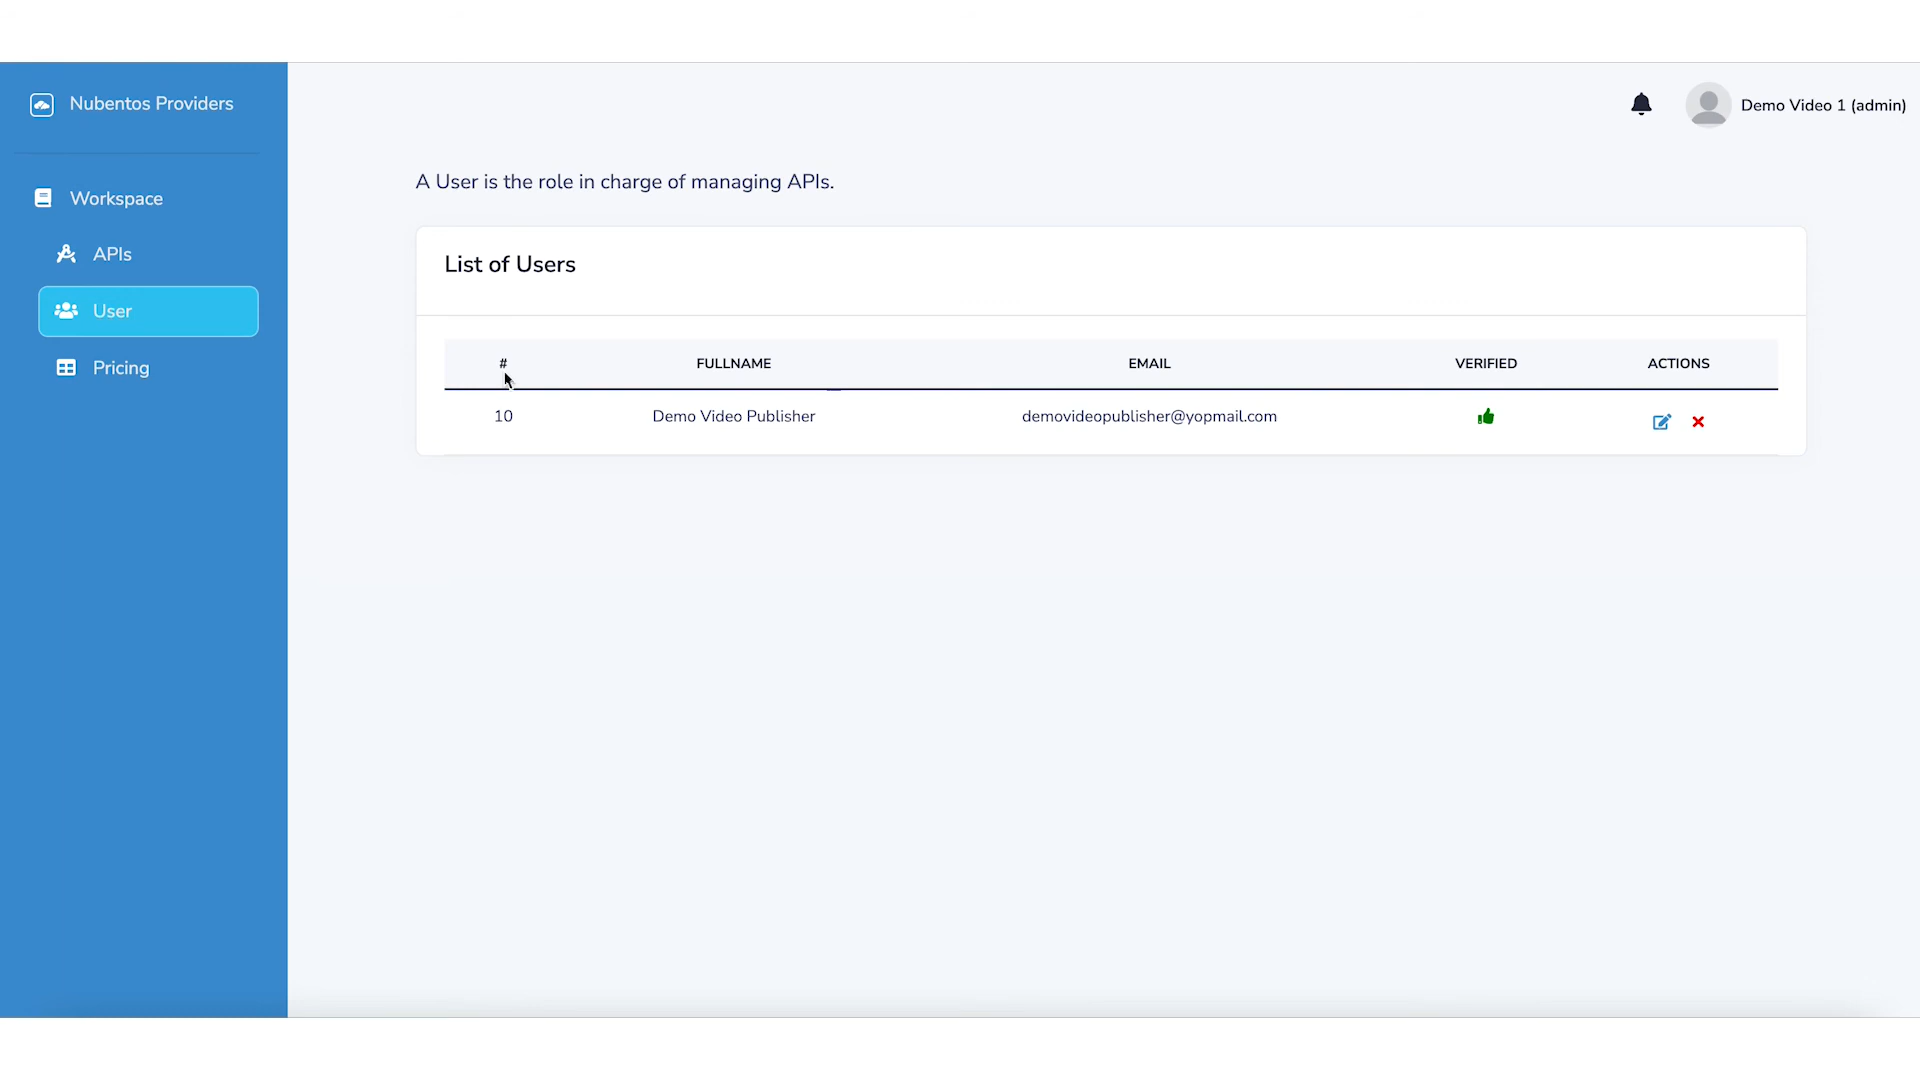 Nubentos Providers
Demo Video 1 (admin)
Workspace
APIs
User
Pricing
A User is the role in charge of managing APIs.
List of Users
# FULLNAME EMAIL VERIFIED ACTIONS
10 Demo Video Publisher demovideopublisher@yopmail.com